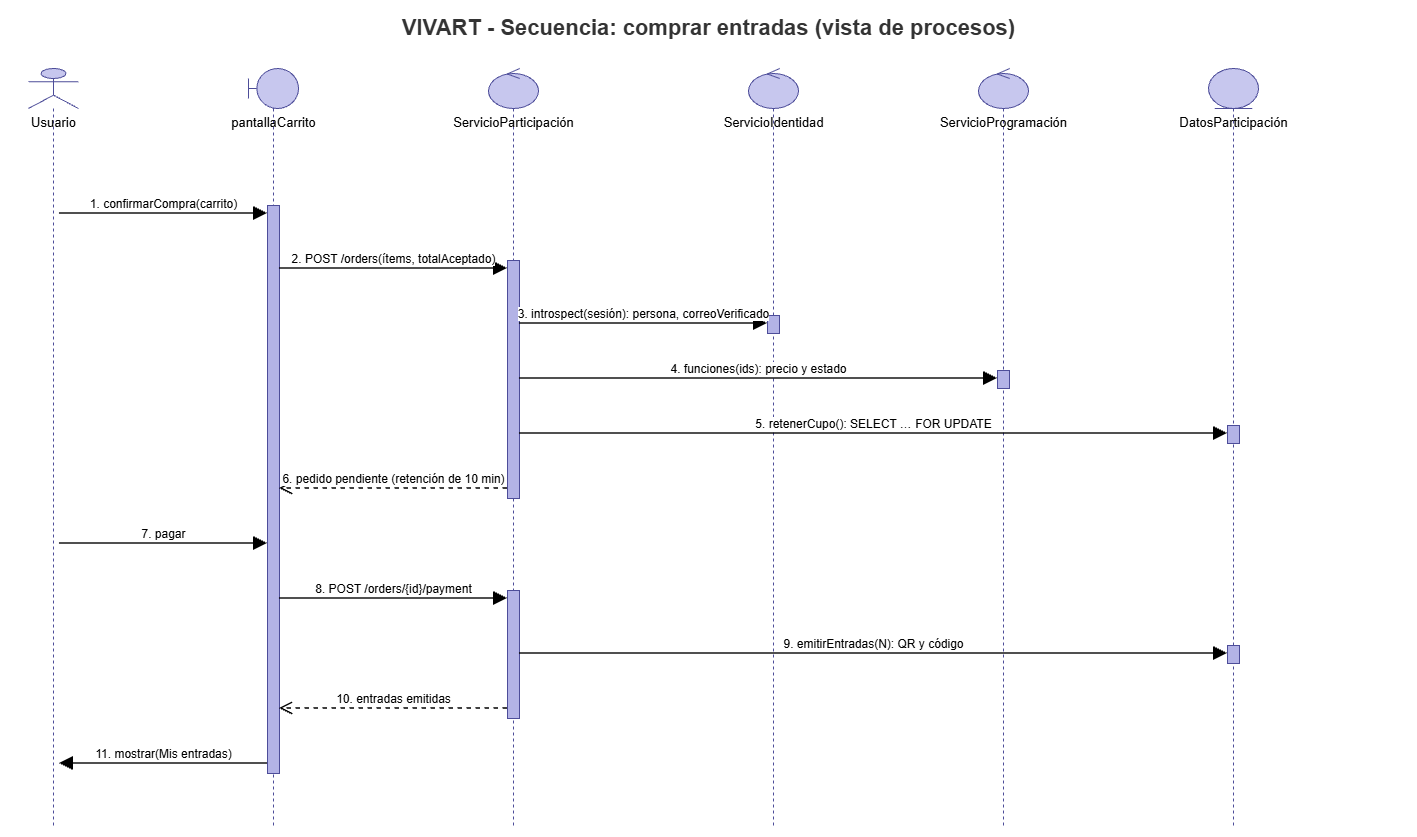 VIVART - Secuencia: comprar entradas (vista de procesos)
Usuario
pantallaCarrito
ServicioParticipación
ServicioIdentidad
ServicioProgramación
DatosParticipación
1. confirmarCompra(carrito)
2. POST /orders(ítems, totalAceptado)
3. introspect(sesión): persona, correoVerificado
4. funciones(ids): precio y estado
5. retenerCupo(): SELECT ... FOR UPDATE
6. pedido pendiente (retención de 10 min)
7. pagar
8. POST /orders/{id}/payment
9. emitirEntradas(N): QR y código
10. entradas emitidas
11. mostrar(Mis entradas)